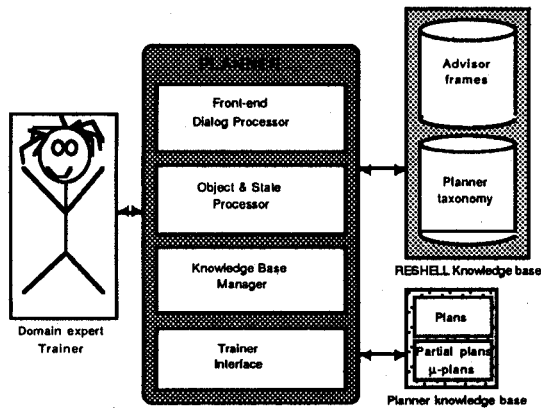 PLANNER
Front-end
Dialog Processor
Object & State
Processor
Knowledge Base
Manager
Trainer
Interface
Domain expert
Trainer
Advisor
frames
Planner
taxonomy
RESHELL Knowledge base
Plans
Partial plans
μ-plans
Planner knowledge base